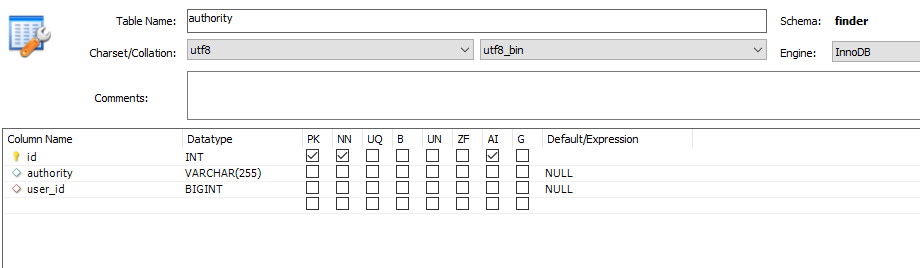 Table Name: authority Schema: finder
Charset/Collation: utf8 utf8_bin Engine: InnoDB
Comments:
Column Name Datatype PK NN UQ B UN ZF AI G Default/Expression
id INT
authority VARCHAR(255) NULL
user_id BIGINT NULL